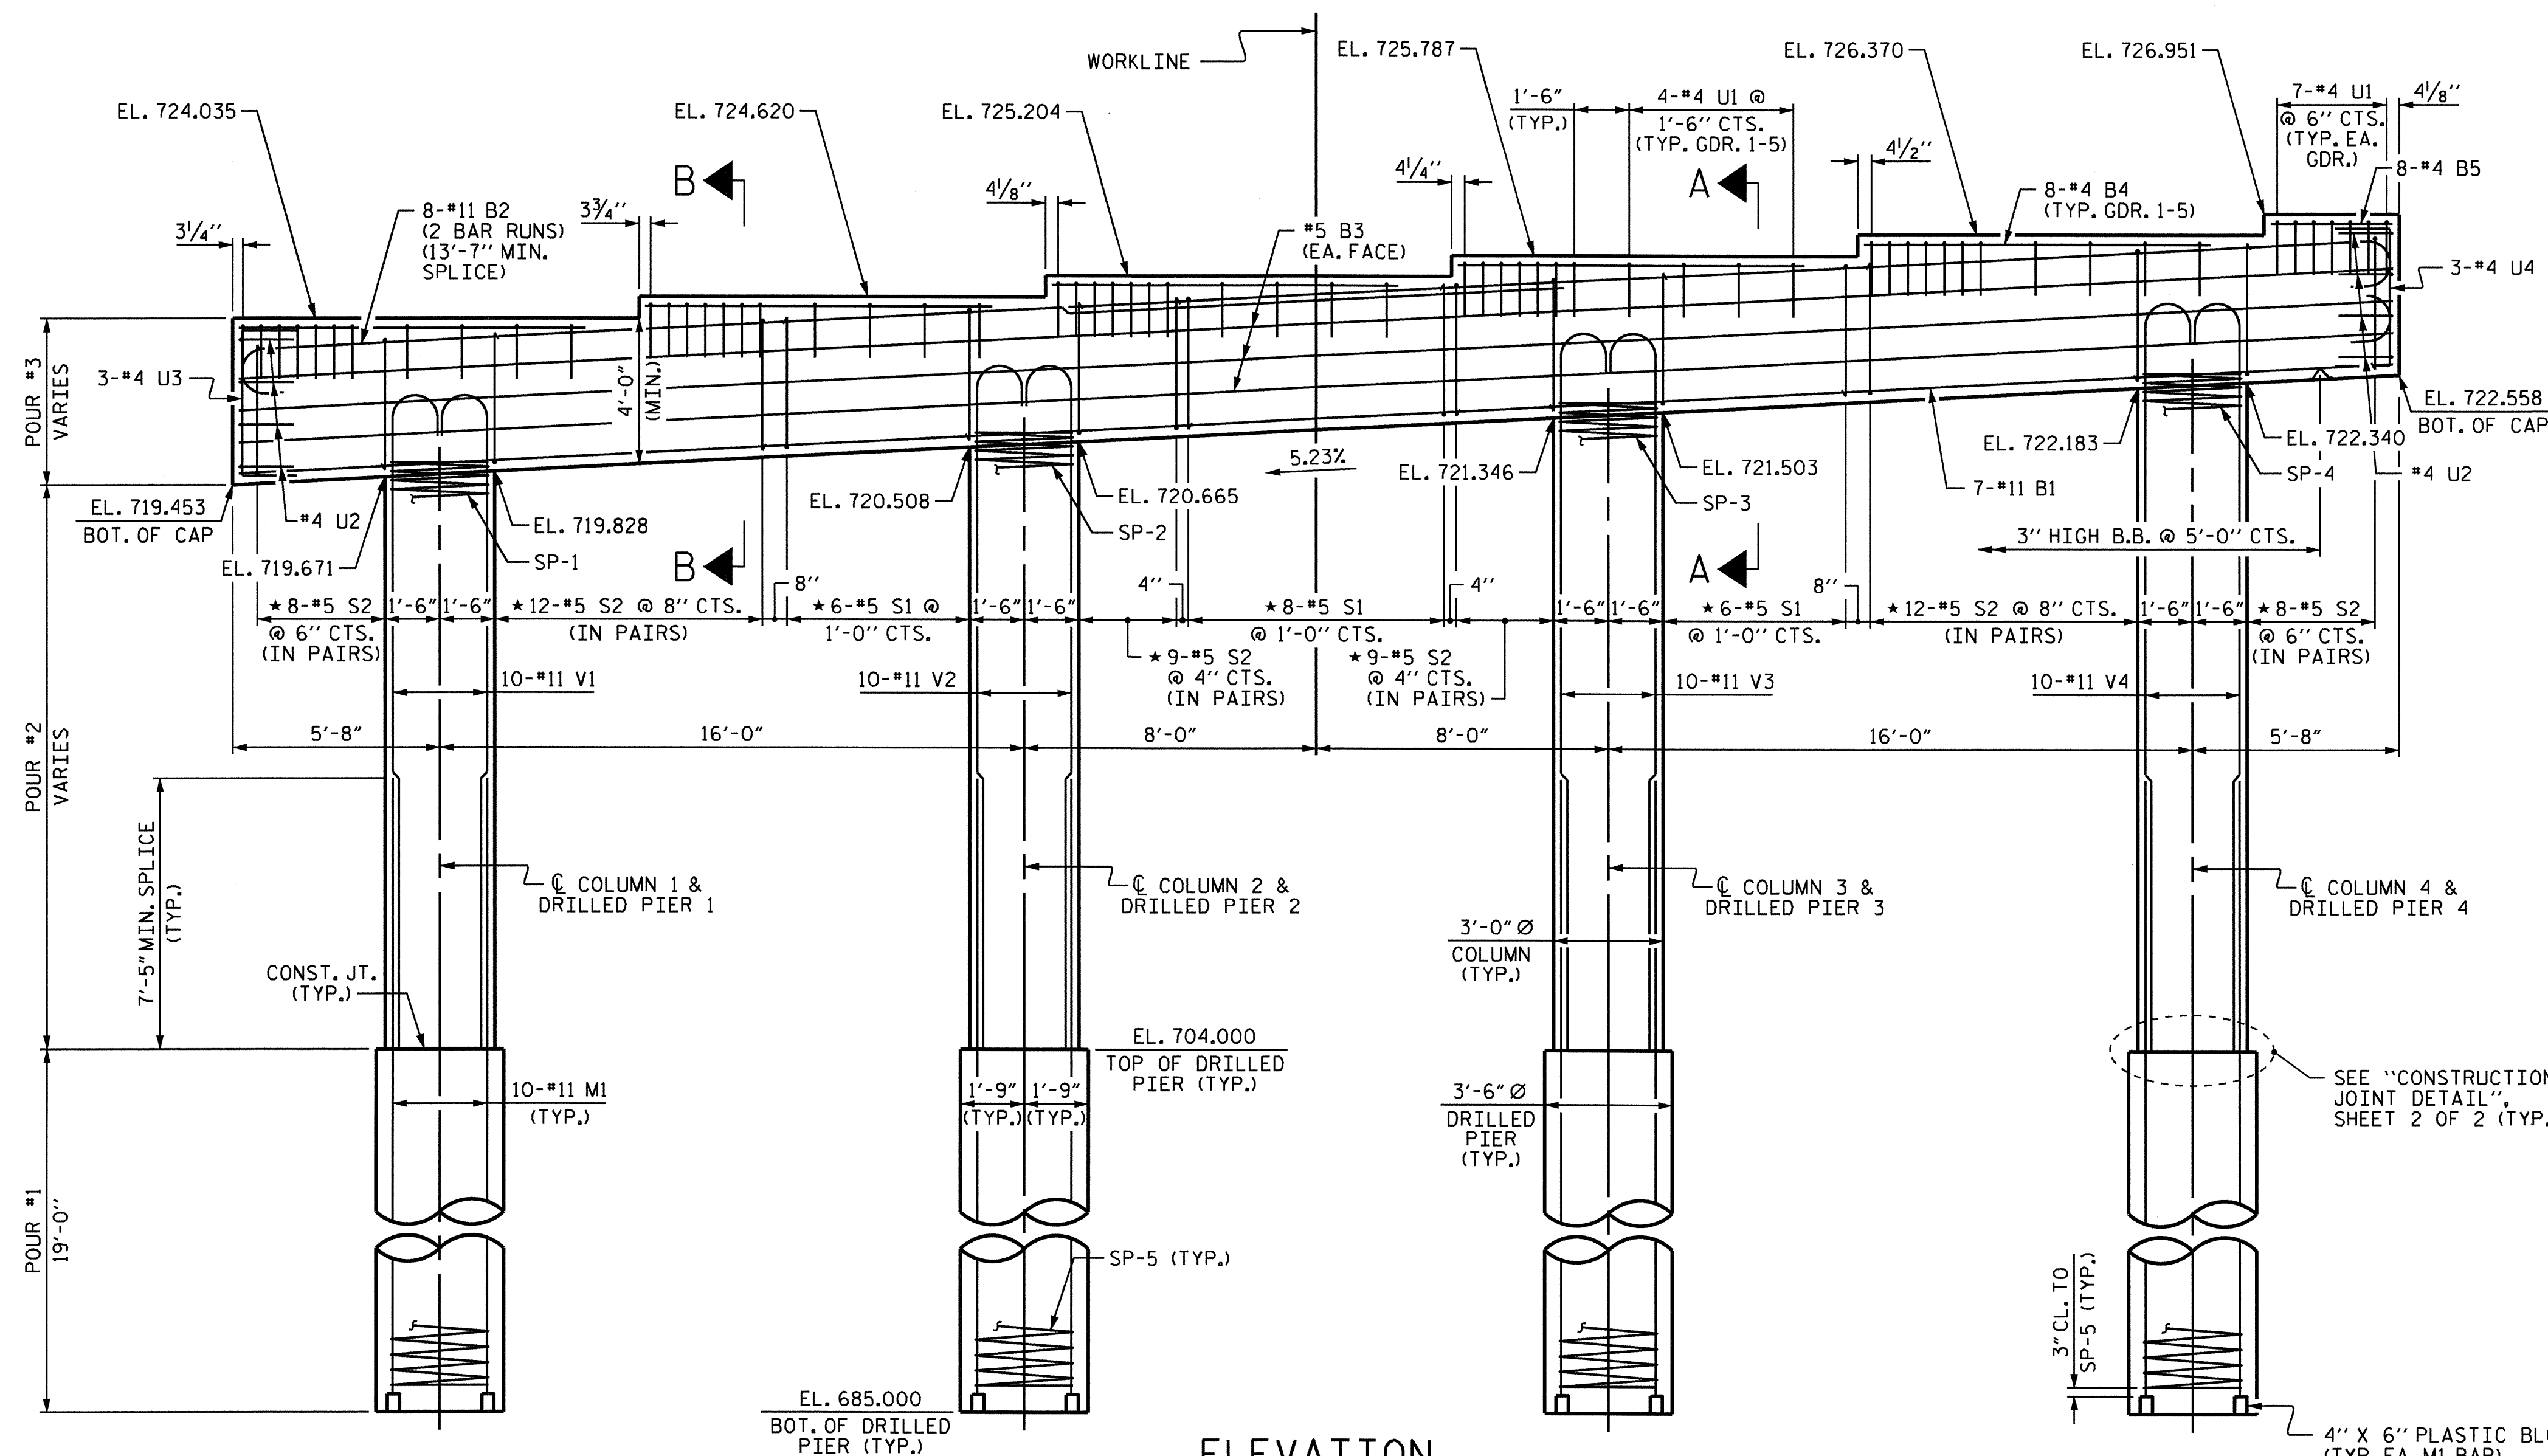 WORKLINE
EL. 725.787
EL. 726.370
EL. 726.951
EL. 724.035
EL. 724.620
EL. 725.204
1'-6"
(TYP.)
4-#4 U1 @
1'-6" CTS.
(TYP. GDR. 1-5)
7-#4 U1
@ 6" CTS.
(TYP. EA.
GDR.)
4 1/8"
8-#4 B5
B
A
4 1/4"
4 1/2"
4 1/8"
3 3/4"
3 1/4"
8-#11 B2
(2 BAR RUNS)
(13'-7" MIN.
SPLICE)
#5 B3
(EA. FACE)
8-#4 B4
(TYP. GDR. 1-5)
3-#4 U4
POUR #3
VARIES
3-#4 U3
4'-0"
(MIN.)
EL. 719.453
BOT. OF CAP
#4 U2
EL. 719.671
EL. 719.828
SP-1
EL. 720.508
EL. 720.665
SP-2
5.23%
EL. 721.346
EL. 721.503
SP-3
EL. 722.183
7-#11 B1
EL. 722.340
SP-4
#4 U2
EL. 722.558
BOT. OF CAP
3" HIGH B.B. @ 5'-0" CTS.
B
A
★ 8-#5 S2
@ 6" CTS.
(IN PAIRS)
1'-6"
1'-6"
★ 12-#5 S2 @ 8" CTS.
(IN PAIRS)
8"
★ 6-#5 S1 @
1'-0" CTS.
1'-6"
1'-6"
4"
★ 9-#5 S2
@ 4" CTS.
(IN PAIRS)
★ 8-#5 S1
@ 1'-0" CTS.
4"
★ 9-#5 S2
@ 4" CTS.
(IN PAIRS)
1'-6"
1'-6"
★ 6-#5 S1
@ 1'-0" CTS.
8"
★ 12-#5 S2 @ 8" CTS.
(IN PAIRS)
1'-6"
1'-6"
★ 8-#5 S2
@ 6" CTS.
(IN PAIRS)
10-#11 V1
10-#11 V2
10-#11 V3
10-#11 V4
5'-8"
16'-0"
8'-0"
8'-0"
16'-0"
5'-8"
POUR #2
VARIES
7'-5" MIN. SPLICE
(TYP.)
℄ COLUMN 1 &
DRILLED PIER 1
℄ COLUMN 2 &
DRILLED PIER 2
℄ COLUMN 3 &
DRILLED PIER 3
℄ COLUMN 4 &
DRILLED PIER 4
3'-0" Ø
COLUMN
(TYP.)
CONST. JT.
(TYP.)
EL. 704.000
TOP OF DRILLED
PIER (TYP.)
10-#11 M1
(TYP.)
1'-9"
(TYP.)
1'-9"
(TYP.)
3'-6" Ø
DRILLED
PIER
(TYP.)
SEE "CONSTRUCTION
JOINT DETAIL",
SHEET 2 OF 2 (TYP.
POUR #1
19'-0"
SP-5 (TYP.)
3" CL. TO
SP-5 (TYP.)
EL. 685.000
BOT. OF DRILLED
PIER (TYP.)
4" X 6" PLASTIC
(TYP. EA. M1 BAR)
ELEVATION